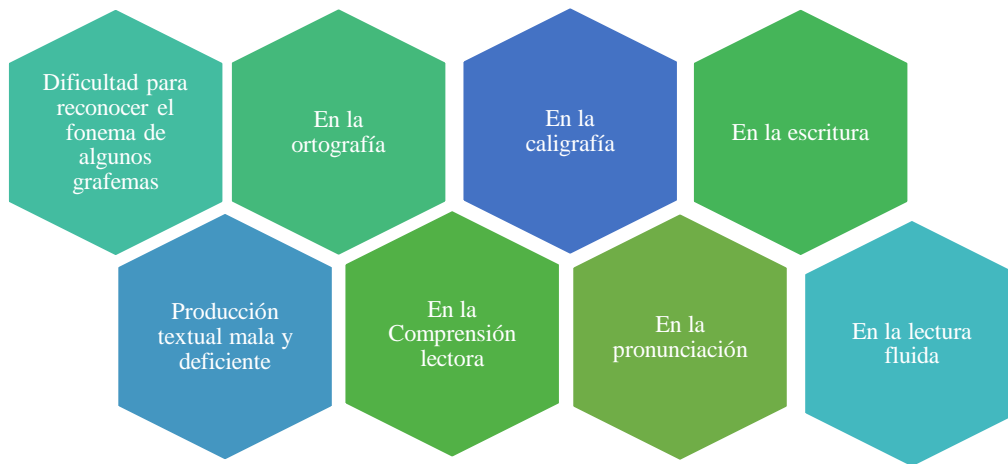 Dificultad para
reconocer el
fonema de
algunos
grafemas
En la
ortografía
En la
caligrafía
En la escritura
Producción
textual mala y
deficiente
En la
Comprensión
lectora
En la
pronunciación
En la lectura
fluida